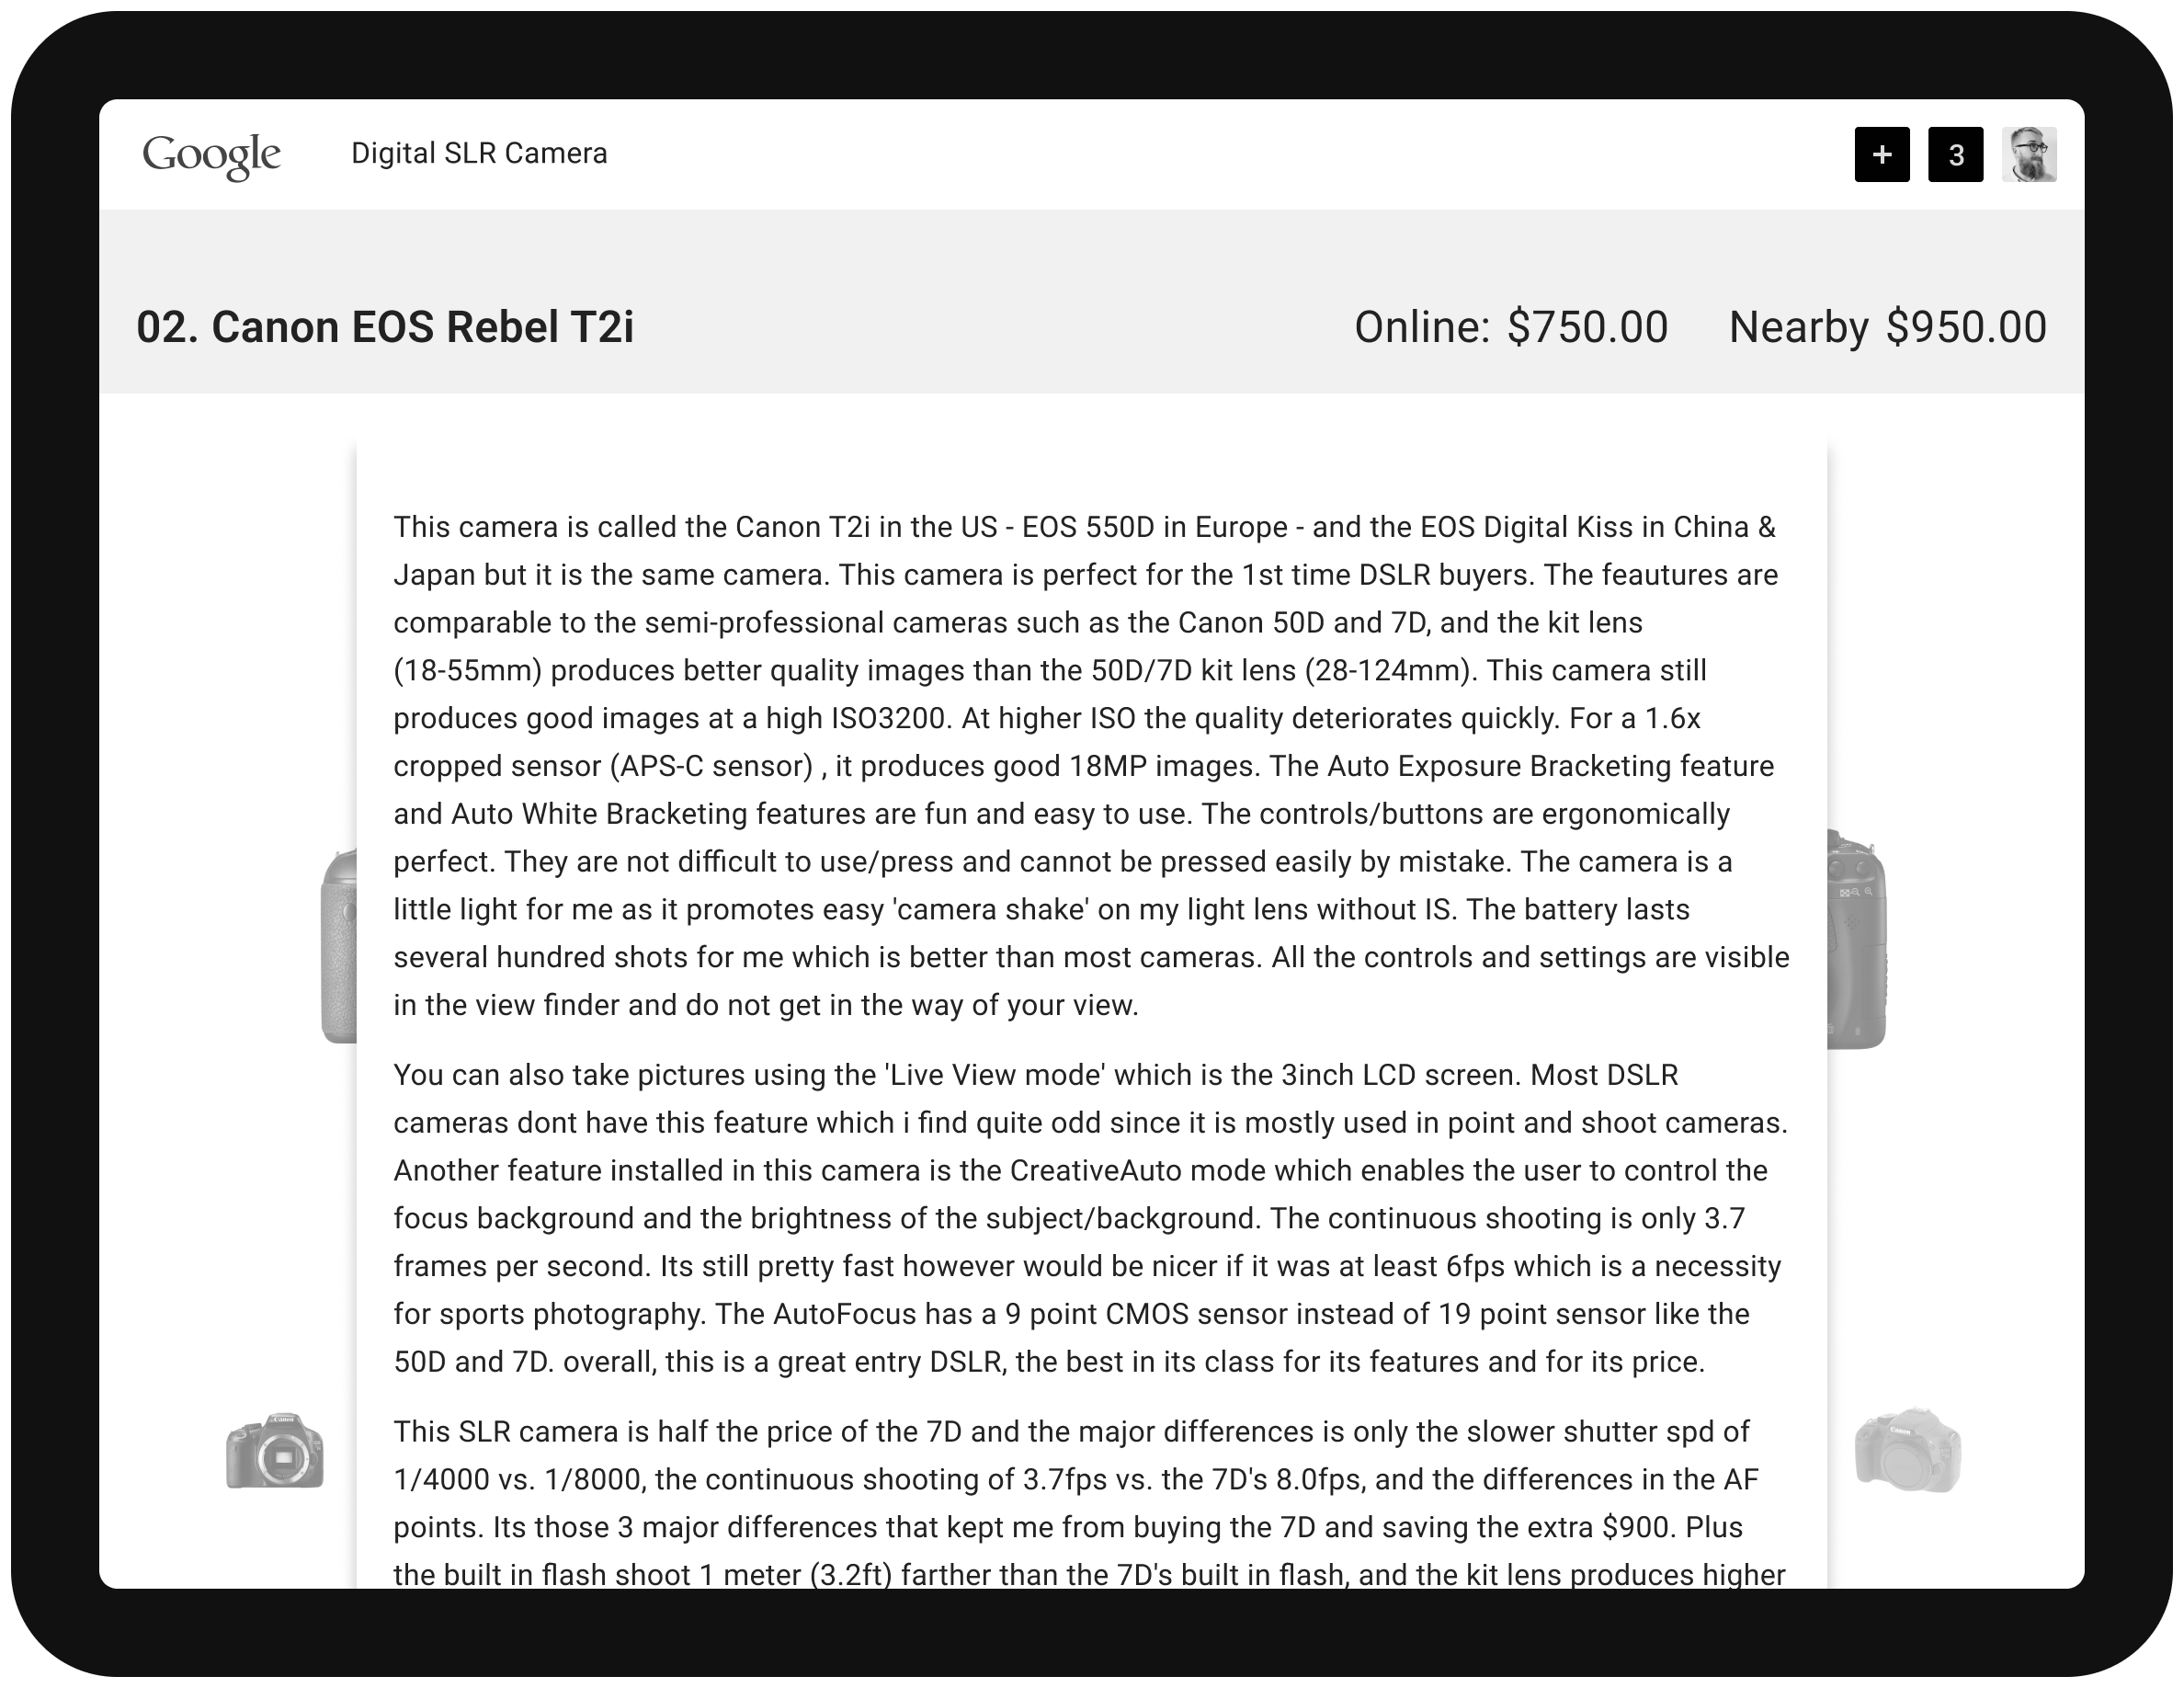 Google
Digital SLR Camera
+
3
02. Canon EOS Rebel T2i
Online: $750.00
Nearby $950.00
This camera is called the Canon T2i in the US - EOS 550D in Europe - and the EOS Digital Kiss in China &
Japan but it is the same camera. This camera is perfect for the 1st time DSLR buyers. The feautures are
comparable to the semi-professional cameras such as the Canon 50D and 7D, and the kit lens
(18-55mm) produces better quality images than the 50D/7D kit lens (28-124mm). This camera still
produces good images at a high ISO3200. At higher ISO the quality deteriorates quickly. For a 1.6x
cropped sensor (APS-C sensor) , it produces good 18MP images. The Auto Exposure Bracketing feature
and Auto White Bracketing features are fun and easy to use. The controls/buttons are ergonomically
perfect. They are not difficult to use/press and cannot be pressed easily by mistake. The camera is a
little light for me as it promotes easy 'camera shake' on my light lens without IS. The battery lasts
several hundred shots for me which is better than most cameras. All the controls and settings are visible
in the view finder and do not get in the way of your view.
You can also take pictures using the 'Live View mode' which is the 3inch LCD screen. Most DSLR
cameras dont have this feature which i find quite odd since it is mostly used in point and shoot cameras.
Another feature installed in this camera is the CreativeAuto mode which enables the user to control the
focus background and the brightness of the subject/background. The continuous shooting is only 3.7
frames per second. Its still pretty fast however would be nicer if it was at least 6fps which is a necessity
for sports photography. The AutoFocus has a 9 point CMOS sensor instead of 19 point sensor like the
50D and 7D. overall, this is a great entry DSLR, the best in its class for its features and for its price.
Canon
Canon
This SLR camera is half the price of the 7D and the major differences is only the slower shutter spd of
1/4000 vs. 1/8000, the continuous shooting of 3.7fps vs. the 7D's 8.0fps, and the differences in the AF
points. Its those 3 major differences that kept me from buying the 7D and saving the extra $900. Plus
the built in flash shoot 1 meter (3.2ft) farther than the 7D's built in flash, and the kit lens produces higher